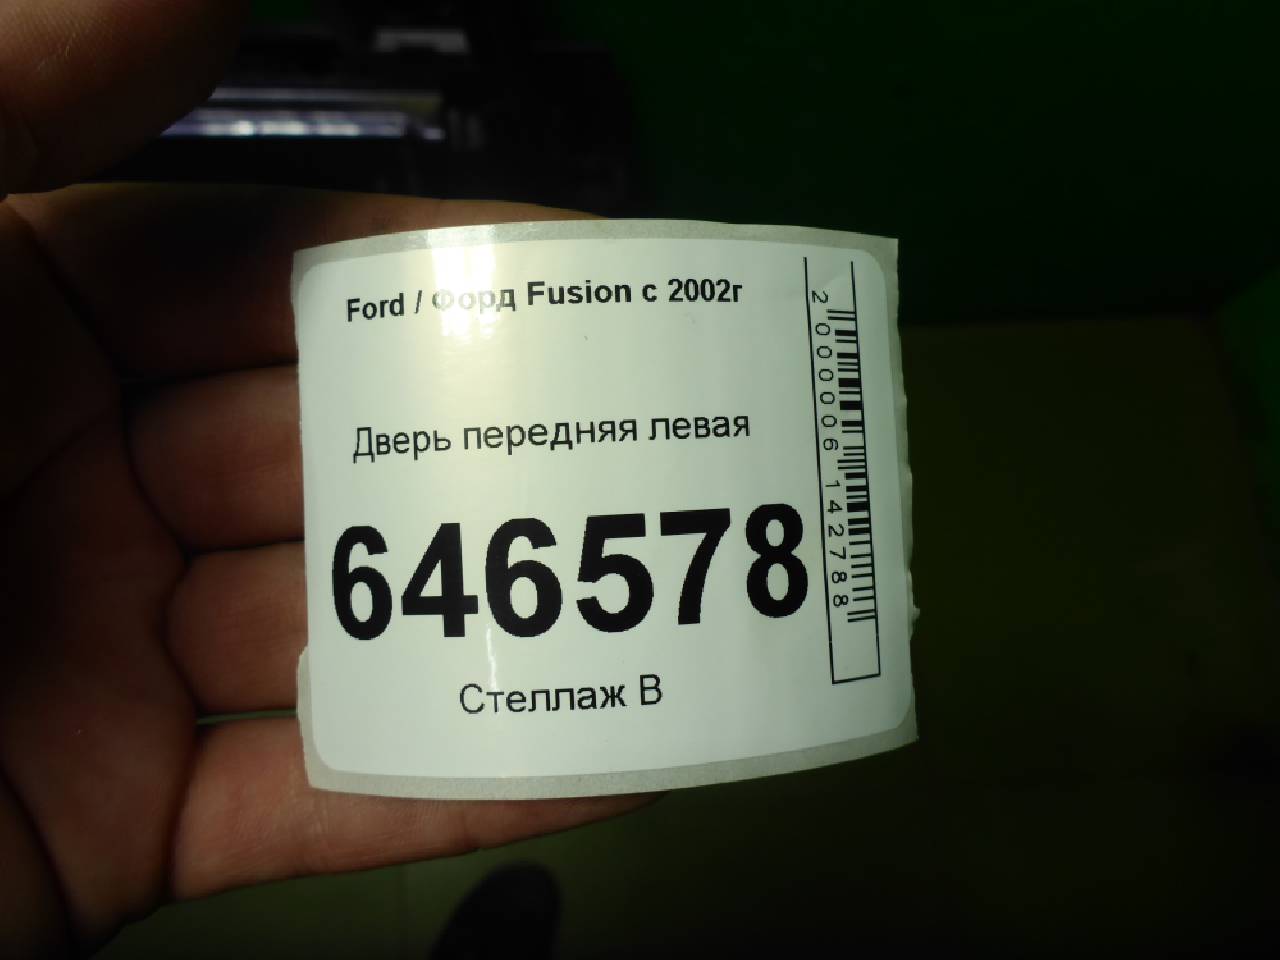 Ford / Форд Fusion с 2002г
Дверь передняя левая
646578
Стеллаж В
2000006142788